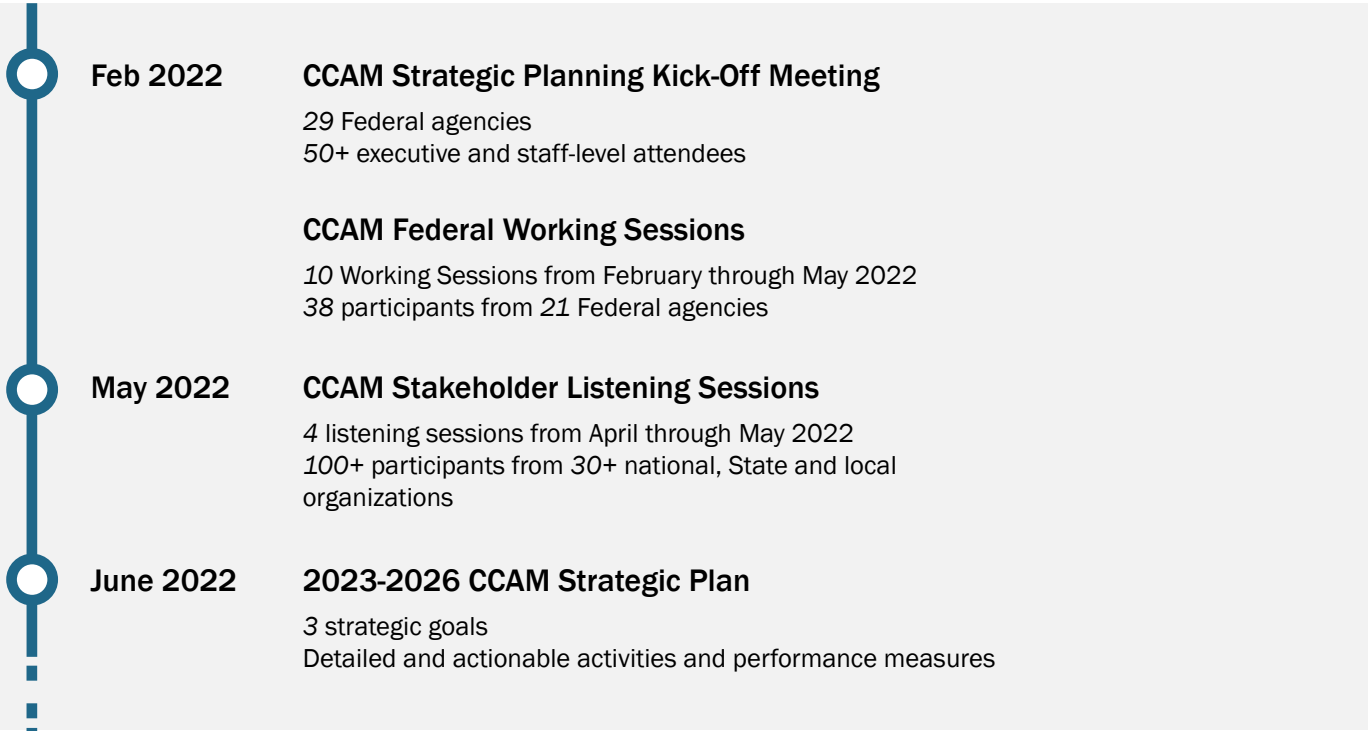 Feb 2022
CCAM Strategic Planning Kick-Off Meeting
29 Federal agencies
50+ executive and staff-level attendees
CCAM Federal Working Sessions
10 Working Sessions from February through May 2022
38 participants from 21 Federal agencies
May 2022
CCAM Stakeholder Listening Sessions
4 listening sessions from April through May 2022
100+ participants from 30+ national, State and local
organizations
June 2022
2023-2026 CCAM Strategic Plan
3 strategic goals
Detailed and actionable activities and performance measures